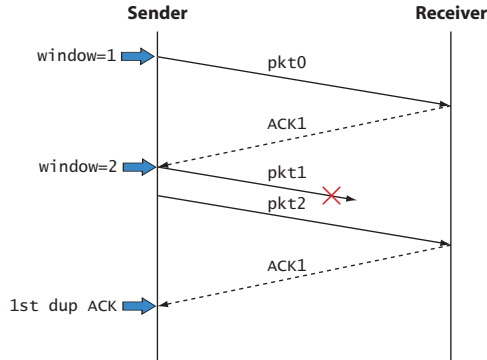 Sender
Receiver
window=1
pkt0
ACK1
window=2
pkt1
pkt2
ACK1
1st dup ACK